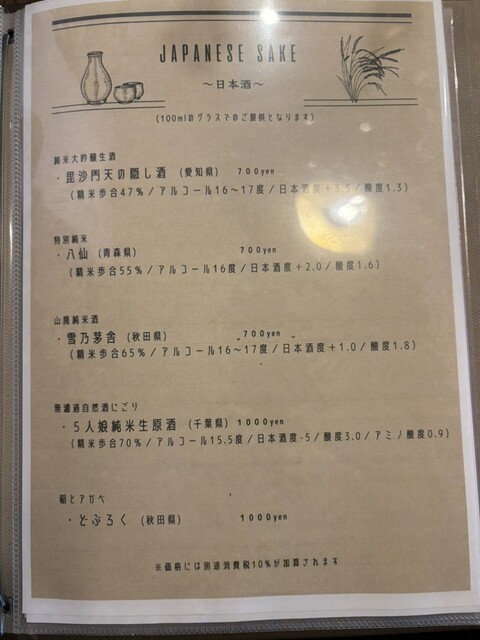 JAPANESE SAKE
～日本酒～
(100mlのグラスでのご提供となります)
純米大吟醸生酒
・毘沙門天の隠し酒 (愛知県) 700yen
(精米歩合47%/アルコール16～17度/日本酒度+3.5/酸度1.3)
特別純米
・八仙 (青森県) 700yen
(精米歩合55%/アルコール16度/日本酒度+2.0/酸度1.6)
山廃純米酒
・雪乃茅舎 (秋田県) 700yen
(精米歩合65%/アルコール16～17度/日本酒度+1.0/酸度1.8)
無濾過自然酒にごり
・5人娘純米生原酒 (千葉県) 1000yen
(精米歩合70%/アルコール15.5度/日本酒度-5/酸度3.0/アミノ酸度0.9)
稲とアガベ
・どぶろく (秋田県) 1000yen
※価格には別途消費税10%が加算されます